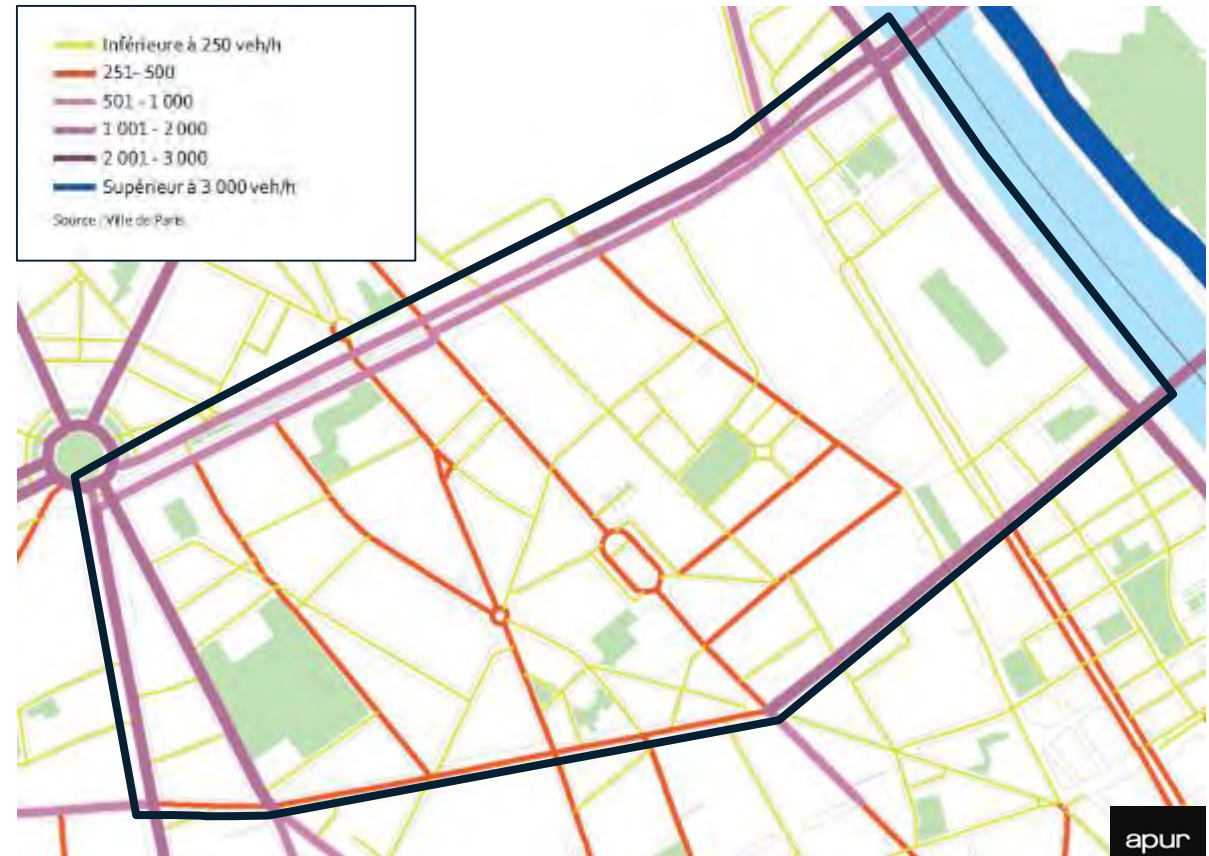 Inférieure à 250 veh/h
251- 500
501 - 1 000
1 001 - 2 000
2 001 - 3 000
Supérieur à 3 000 veh/h
Source : Ville de Paris
apur